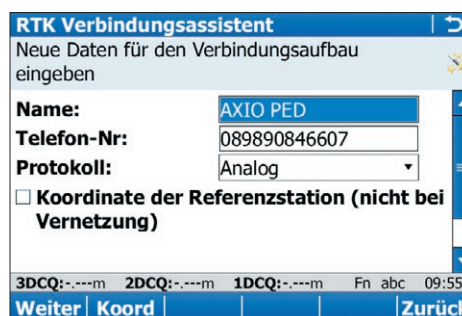 RTK Verbindungsassistent
Neue Daten für den Verbindungsaufbau
eingeben
Name: AXIO PED
Telefon-Nr: 089890846607
Protokoll: Analog
Koordinate der Referenzstation (nicht bei
Vernetzung)
3DCQ:-.---m 2DCQ:-.---m 1DCQ:-.---m Fn abc 09:55
Weiter Koord Zurück